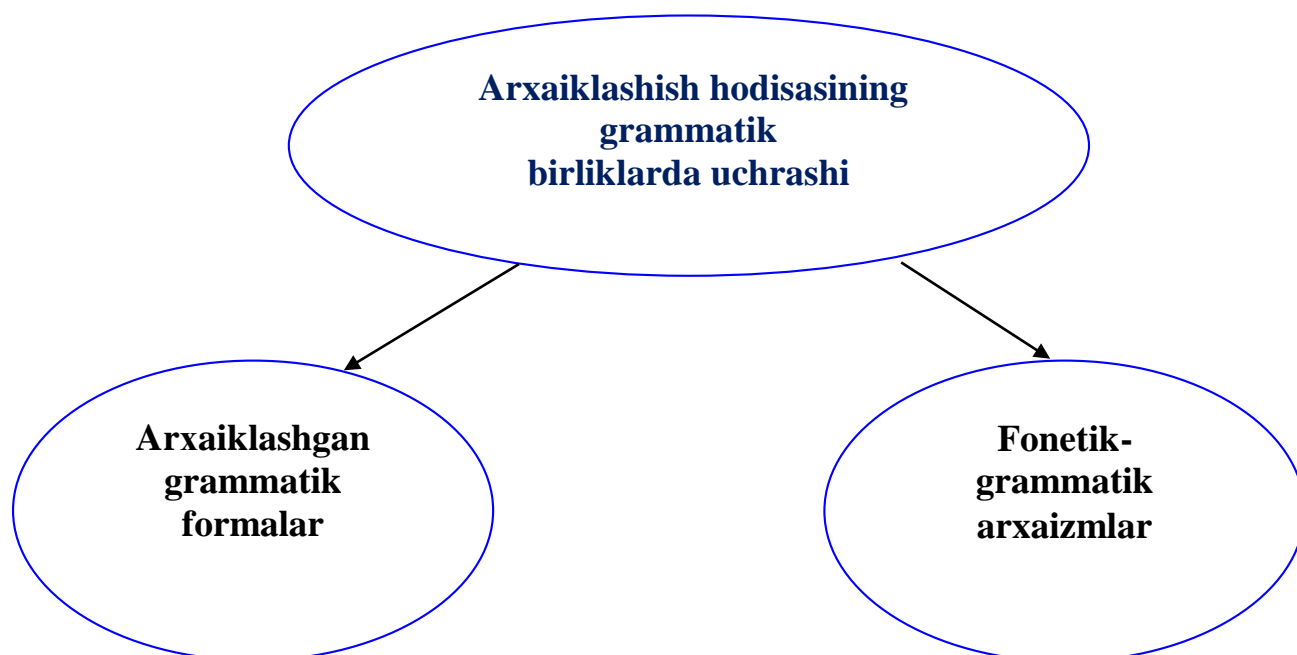 Arxaiklashish hodisasining
grammatik
birliklarda uchrashi
Arxaiklashgan
grammatik
formalar
Fonetik-
grammatik
arxaizmlar